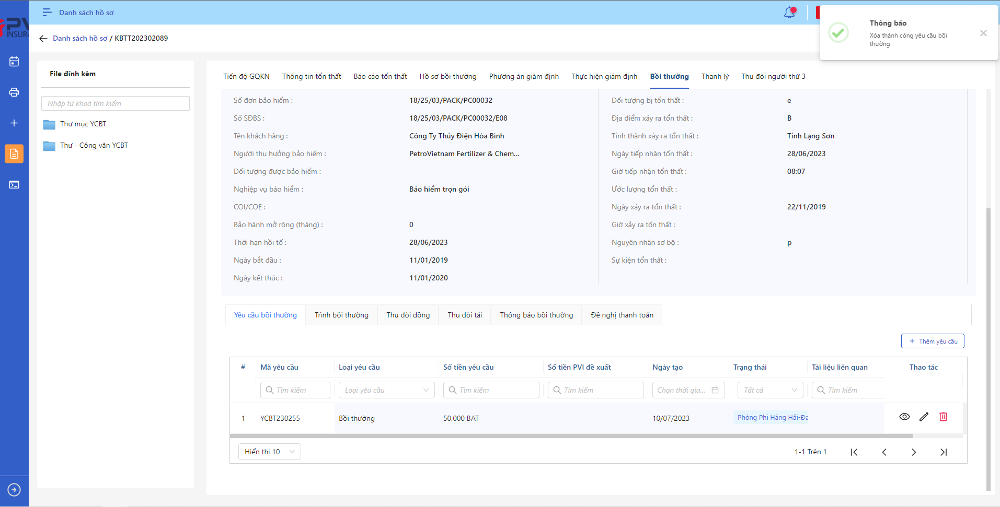 Danh sách hồ sơ
PVI
INSURA
Danh sách hồ sơ / KBTT202302089
Thông báo
Xóa thành công yêu cầu bồi
thường
File đính kèm
Nhập từ khoá tìm kiếm
Thư mục YCBT
Thư - Công văn YCBT
Tiến độ GQKN
Thông tin tổn thất
Báo cáo tổn thất
Hồ sơ bồi thường
Phương án giám định
Thực hiện giám định
Bồi thường
Thanh lý
Thu đòi người thứ 3
Số đơn bảo hiểm : 18/25/03/PACK/PC00032
Số SĐBS : 18/25/03/PACK/PC00032/E08
Tên khách hàng : Công Ty Thủy Điện Hòa Bình
Người thụ hưởng bảo hiểm : PetroVietnam Fertilizer & Chem...
Đối tượng được bảo hiểm :
Nghiệp vụ bảo hiểm : Bảo hiểm trọn gói
COI/COE :
Bảo hành mở rộng (tháng) : 0
Thời hạn hồi tố : 28/06/2023
Ngày bắt đầu : 11/01/2019
Ngày kết thúc : 11/01/2020
Đối tượng bị tổn thất : e
Địa điểm xảy ra tổn thất : B
Tỉnh thành xảy ra tổn thất : Tỉnh Lạng Sơn
Ngày tiếp nhận tổn thất : 28/06/2023
Giờ tiếp nhận tổn thất : 08:07
Ước lượng tổn thất :
Ngày xảy ra tổn thất : 22/11/2019
Giờ xảy ra tổn thất :
Nguyên nhân sơ bộ : p
Sự kiện tổn thất :
Yêu cầu bồi thường
Trình bồi thường
Thu đòi đồng
Thu đòi tái
Thông báo bồi thường
Đề nghị thanh toán
+ Thêm yêu cầu
# Mã yêu cầu Loại yêu cầu Số tiền yêu cầu Số tiền PVI đề xuất Ngày tạo Trạng thái Tài liệu liên quan Thao tác
Tìm kiếm Loại yêu cầu Tìm kiếm Tìm kiếm Chọn thời gia... Tất cả Tìm kiếm
1 YCBT230255 Bồi thường 50,000 BAT 10/07/2023 Phòng Phi Hàng Hải-Đa
Hiển thị 10
1-1 Trên 1